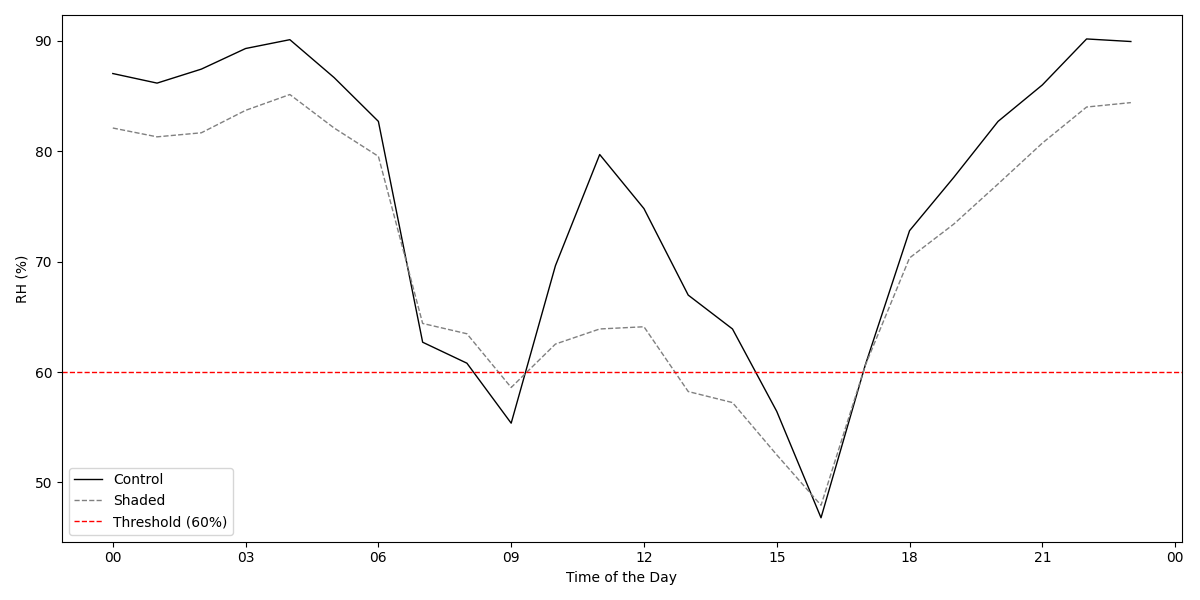 90
80
70
60
50
RH (%)
Control
Shaded
Threshold (60%)
00 03 06 09 12 15 18 21 00
Time of the Day